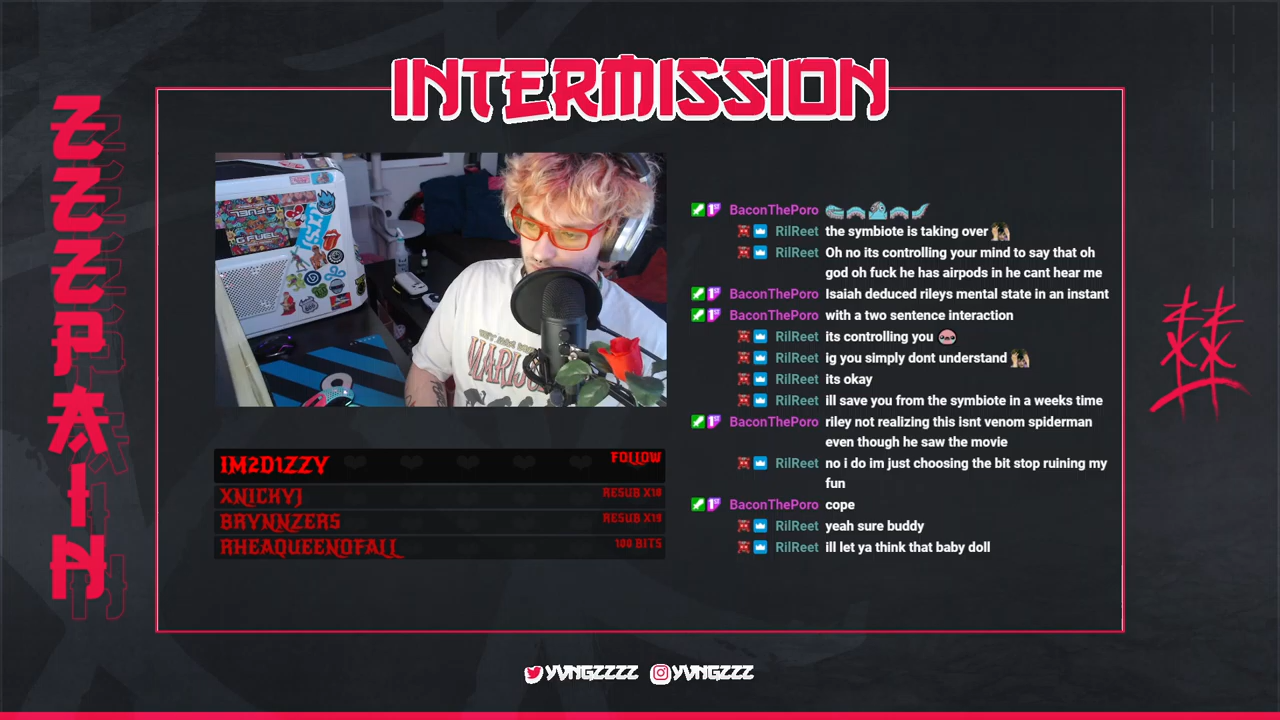 INTERMISSION
ZZZPAIN
G FUEL
MARIJU
BaconThePoro
RilReet the symbiote is taking over
RilReet Oh no its controlling your mind to say that oh
god oh fuck he has airpods in he cant hear me
BaconThePoro Isaiah deduced rileys mental state in an instant
BaconThePoro with a two sentence interaction
RilReet its controlling you
RilReet ig you simply dont understand
RilReet its okay
RilReet ill save you from the symbiote in a weeks time
BaconThePoro riley not realizing this isnt venom spiderman
even though he saw the movie
RilReet no i do im just choosing the bit stop ruining my
fun
BaconThePoro cope
RilReet yeah sure buddy
RilReet ill let ya think that baby doll
IM2D1ZZY FOLLOW
XNICKYJ RESUB X18
BRYNNZERS RESUB X19
RHEAQUEENOFALL 100 BITS
YVNGZZZZ YVNGZZZ